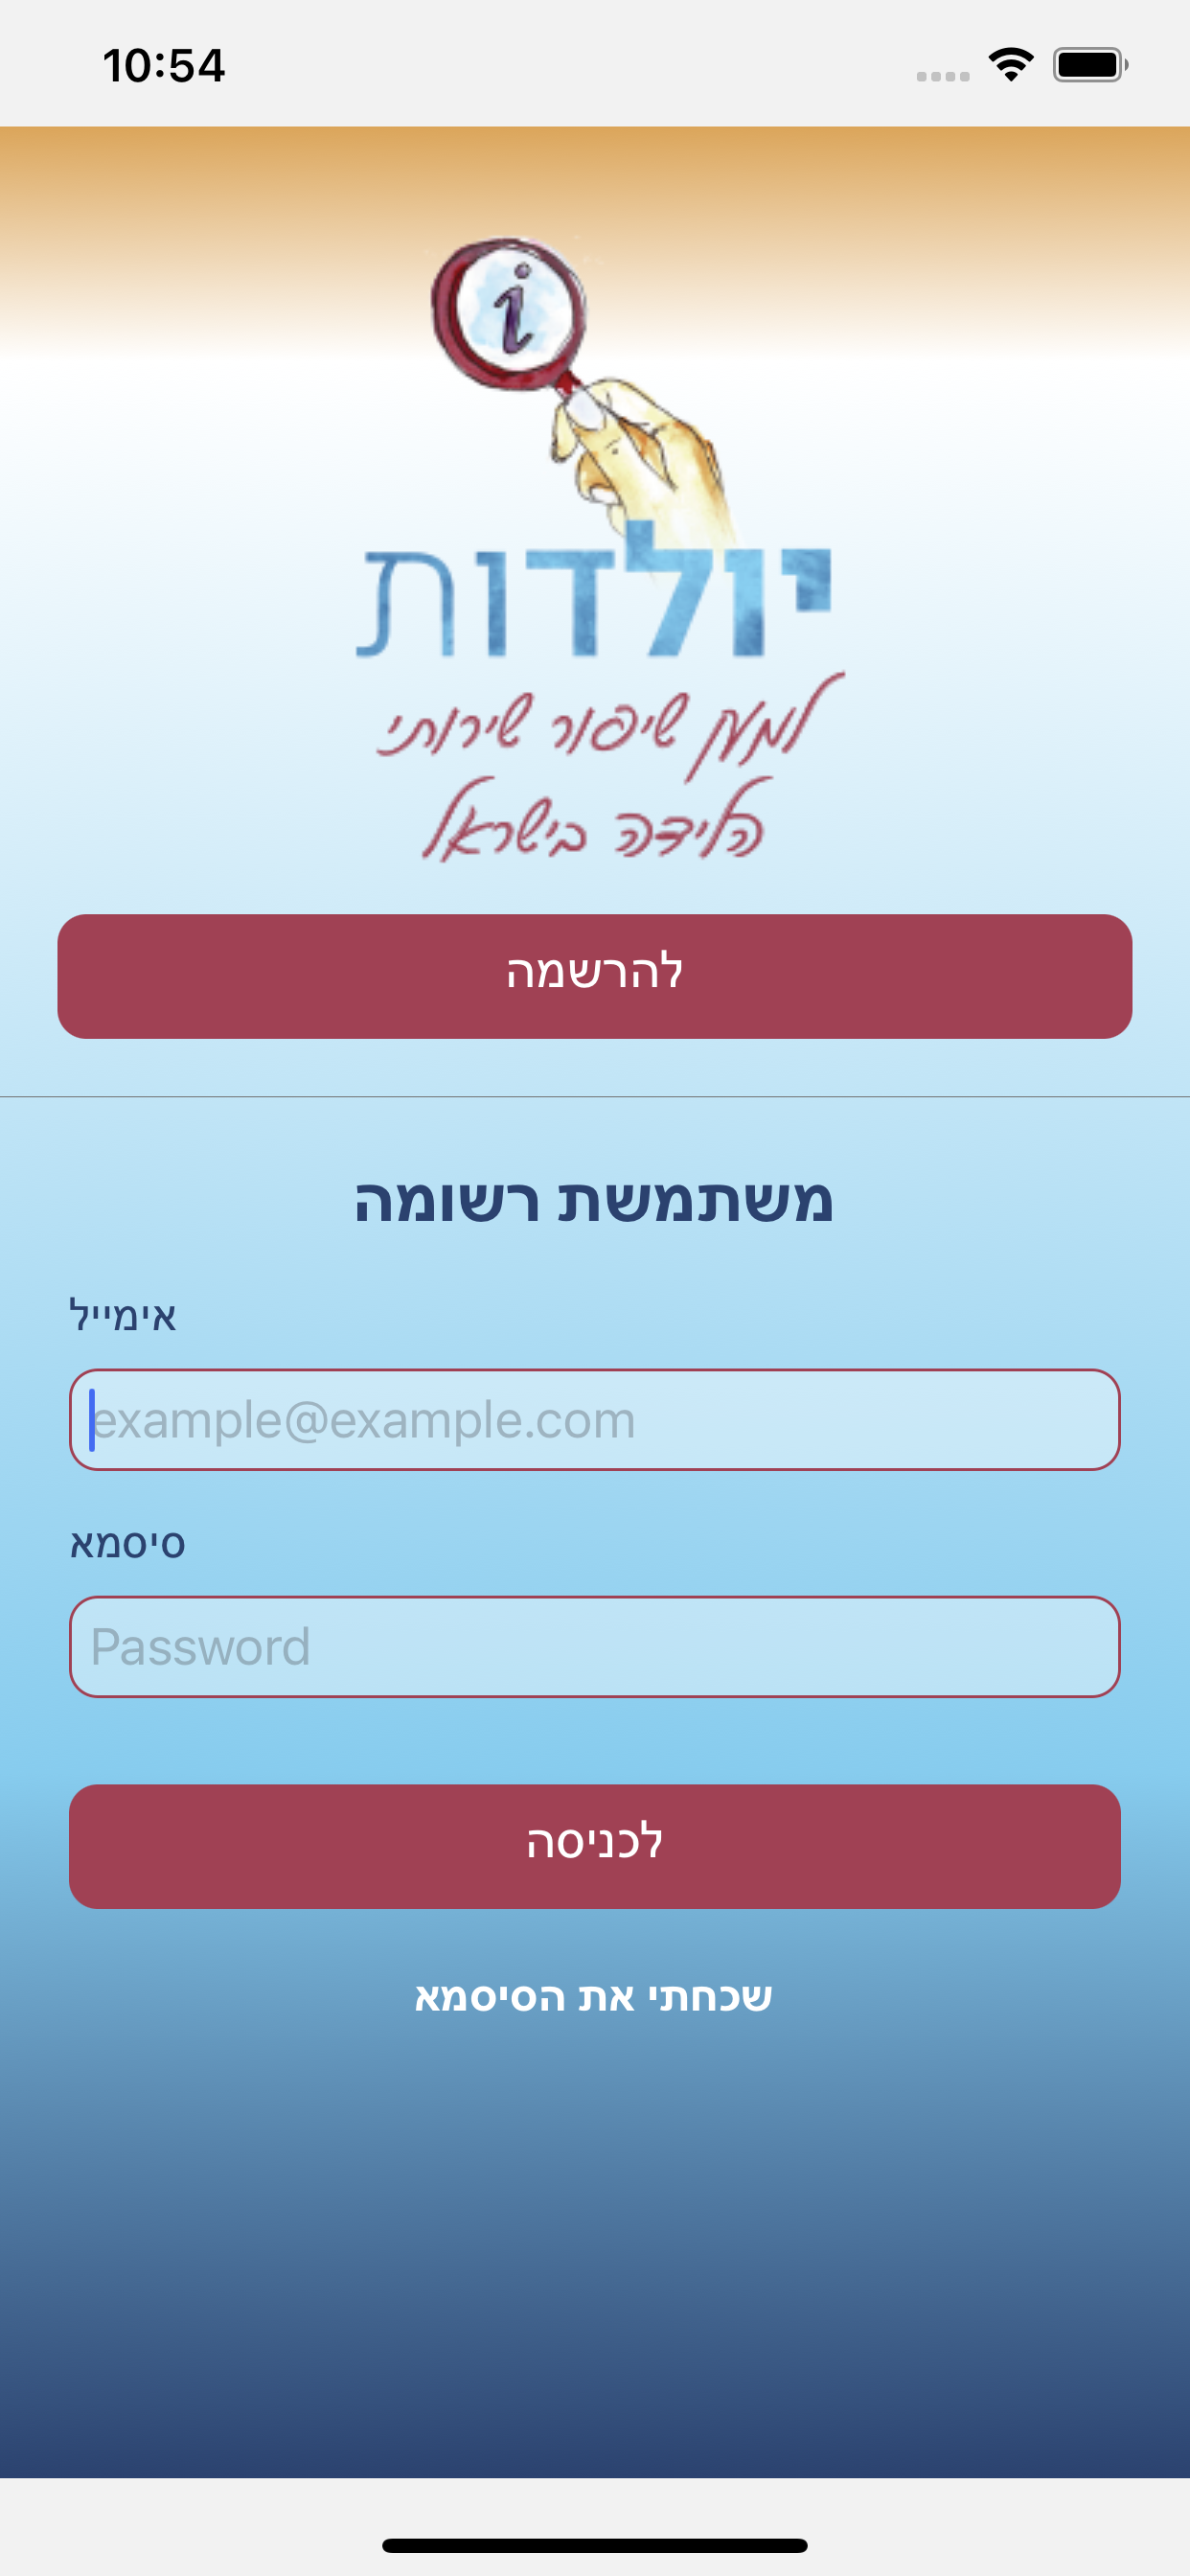 10:54
i
יולדות
למען שיפור שירותי
הלידה בישראל
להרשמה
משתמשת רשומה
אימייל
example@example.com
סיסמא
Password
לכניסה
שכחתי את הסיסמא